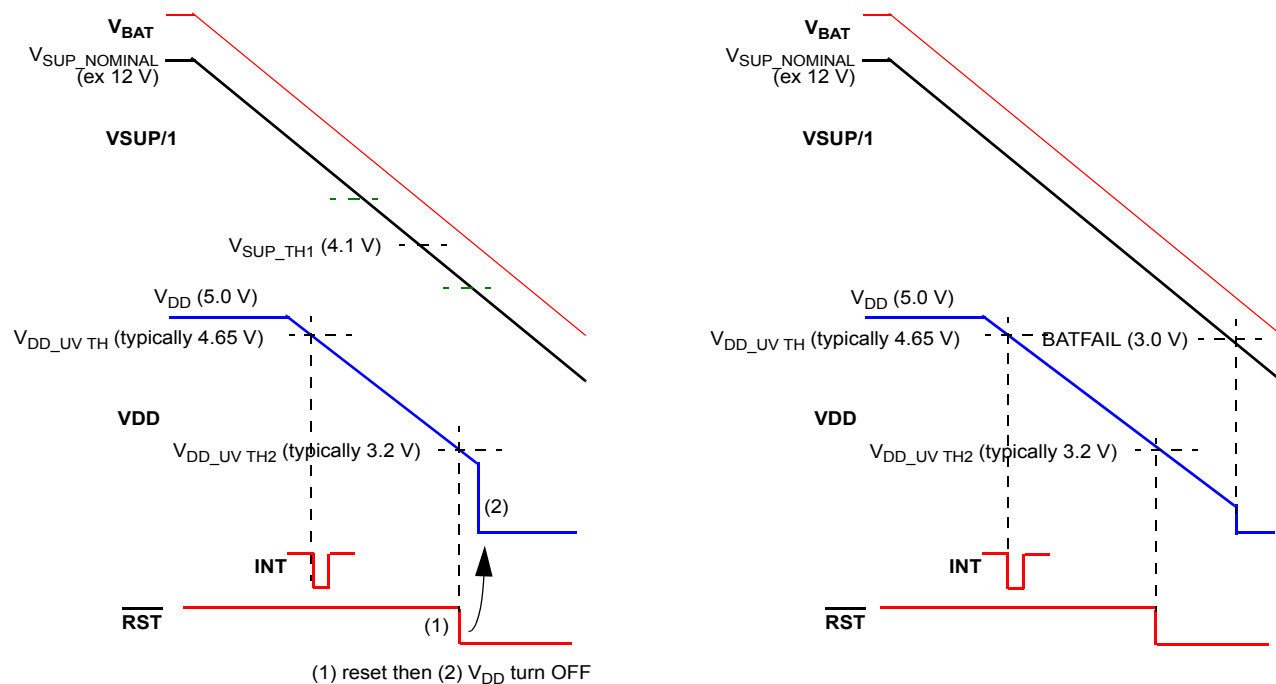 VBAT
VSUP_NOMINAL
(ex 12 V)
VSUP/1
VSUP_TH1 (4.1 V)
VDD (5.0 V)
VDD_UV TH (typically 4.65 V)
VDD
VDD_UV TH2 (typically 3.2 V)
(2)
INT
RST
(1)
(1) reset then (2) VDD turn OFF
VBAT
VSUP_NOMINAL
(ex 12 V)
VSUP/1
VDD (5.0 V)
VDD_UV TH (typically 4.65 V)
BATFAIL (3.0 V)
VDD
VDD_UV TH2 (typically 3.2 V)
INT
RST